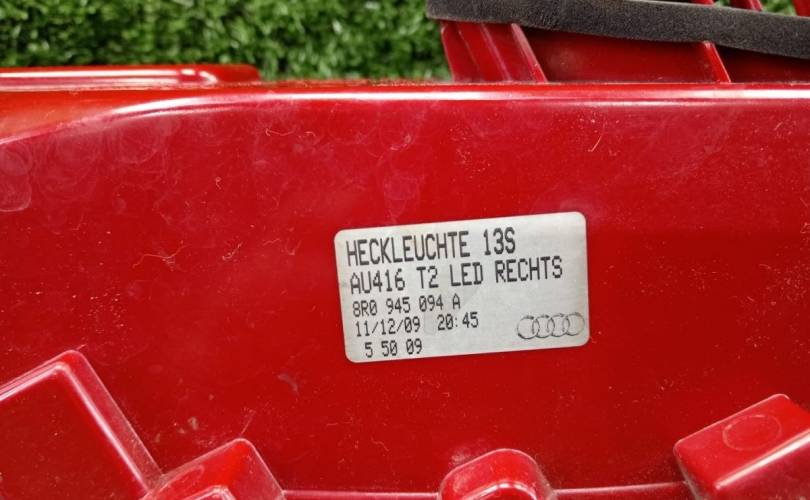 HECKLEUCHTE 13S
AU416 T2 LED RECHTS
8R0 945 094 A
11/12/09 20:45
5 50 09